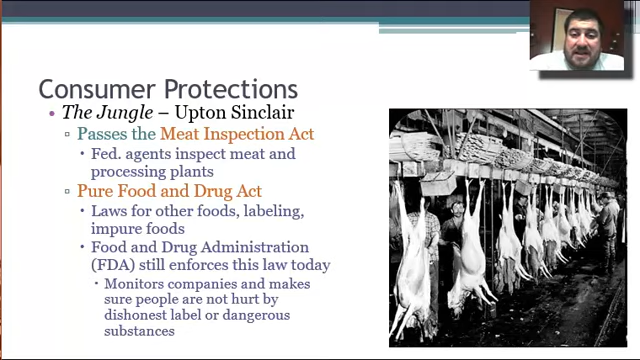 Consumer Protections
• The Jungle – Upton Sinclair
▫ Passes the Meat Inspection Act
• Fed. agents inspect meat and
processing plants
▫ Pure Food and Drug Act
• Laws for other foods, labeling,
impure foods
• Food and Drug Administration
(FDA) still enforces this law today
• Monitors companies and makes
sure people are not hurt by
dishonest label or dangerous
substances